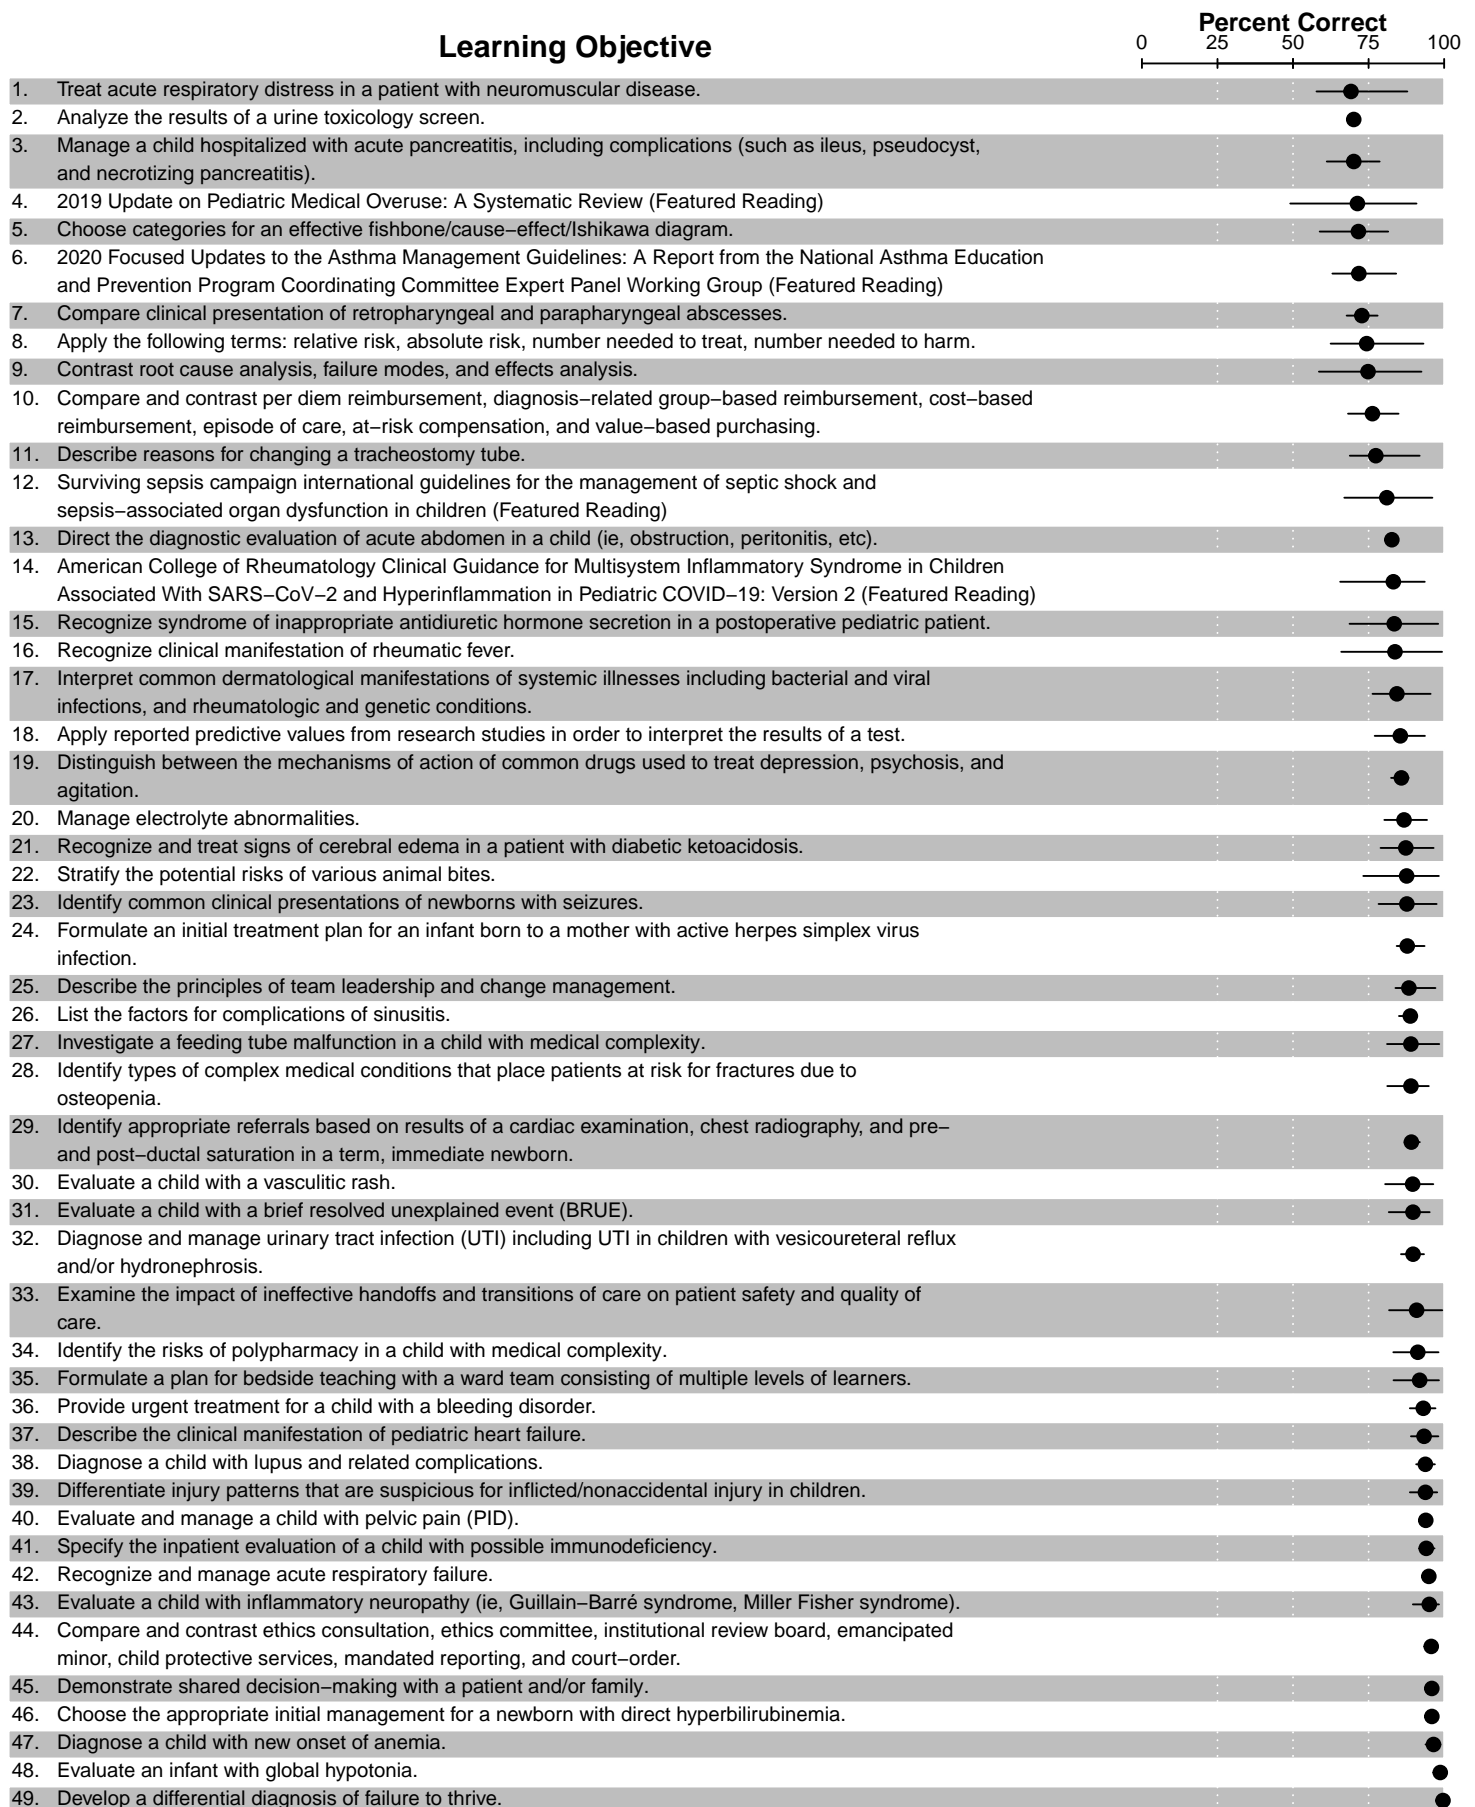 Learning Objective
Percent Correct
0 25 50 75 100
1. Treat acute respiratory distress in a patient with neuromuscular disease.
2. Analyze the results of a urine toxicology screen.
3. Manage a child hospitalized with acute pancreatitis, including complications (such as ileus, pseudocyst,
and necrotizing pancreatitis).
4. 2019 Update on Pediatric Medical Overuse: A Systematic Review (Featured Reading)
5. Choose categories for an effective fishbone/cause−effect/Ishikawa diagram.
6. 2020 Focused Updates to the Asthma Management Guidelines: A Report from the National Asthma Education
and Prevention Program Coordinating Committee Expert Panel Working Group (Featured Reading)
7. Compare clinical presentation of retropharyngeal and parapharyngeal abscesses.
8. Apply the following terms: relative risk, absolute risk, number needed to treat, number needed to harm.
9. Contrast root cause analysis, failure modes, and effects analysis.
10. Compare and contrast per diem reimbursement, diagnosis−related group−based reimbursement, cost−based
reimbursement, episode of care, at−risk compensation, and value−based purchasing.
11. Describe reasons for changing a tracheostomy tube.
12. Surviving sepsis campaign international guidelines for the management of septic shock and
sepsis−associated organ dysfunction in children (Featured Reading)
13. Direct the diagnostic evaluation of acute abdomen in a child (ie, obstruction, peritonitis, etc).
14. American College of Rheumatology Clinical Guidance for Multisystem Inflammatory Syndrome in Children
Associated With SARS−CoV−2 and Hyperinflammation in Pediatric COVID−19: Version 2 (Featured Reading)
15. Recognize syndrome of inappropriate antidiuretic hormone secretion in a postoperative pediatric patient.
16. Recognize clinical manifestation of rheumatic fever.
17. Interpret common dermatological manifestations of systemic illnesses including bacterial and viral
infections, and rheumatologic and genetic conditions.
18. Apply reported predictive values from research studies in order to interpret the results of a test.
19. Distinguish between the mechanisms of action of common drugs used to treat depression, psychosis, and
agitation.
20. Manage electrolyte abnormalities.
21. Recognize and treat signs of cerebral edema in a patient with diabetic ketoacidosis.
22. Stratify the potential risks of various animal bites.
23. Identify common clinical presentations of newborns with seizures.
24. Formulate an initial treatment plan for an infant born to a mother with active herpes simplex virus
infection.
25. Describe the principles of team leadership and change management.
26. List the factors for complications of sinusitis.
27. Investigate a feeding tube malfunction in a child with medical complexity.
28. Identify types of complex medical conditions that place patients at risk for fractures due to
osteopenia.
29. Identify appropriate referrals based on results of a cardiac examination, chest radiography, and pre−
and post−ductal saturation in a term, immediate newborn.
30. Evaluate a child with a vasculitic rash.
31. Evaluate a child with a brief resolved unexplained event (BRUE).
32. Diagnose and manage urinary tract infection (UTI) including UTI in children with vesicoureteral reflux
and/or hydronephrosis.
33. Examine the impact of ineffective handoffs and transitions of care on patient safety and quality of
care.
34. Identify the risks of polypharmacy in a child with medical complexity.
35. Formulate a plan for bedside teaching with a ward team consisting of multiple levels of learners.
36. Provide urgent treatment for a child with a bleeding disorder.
37. Describe the clinical manifestation of pediatric heart failure.
38. Diagnose a child with lupus and related complications.
39. Differentiate injury patterns that are suspicious for inflicted/nonaccidental injury in children.
40. Evaluate and manage a child with pelvic pain (PID).
41. Specify the inpatient evaluation of a child with possible immunodeficiency.
42. Recognize and manage acute respiratory failure.
43. Evaluate a child with inflammatory neuropathy (ie, Guillain−Barré syndrome, Miller Fisher syndrome).
44. Compare and contrast ethics consultation, ethics committee, institutional review board, emancipated
minor, child protective services, mandated reporting, and court−order.
45. Demonstrate shared decision−making with a patient and/or family.
46. Choose the appropriate initial management for a newborn with direct hyperbilirubinemia.
47. Diagnose a child with new onset of anemia.
48. Evaluate an infant with global hypotonia.
49. Develop a differential diagnosis of failure to thrive.